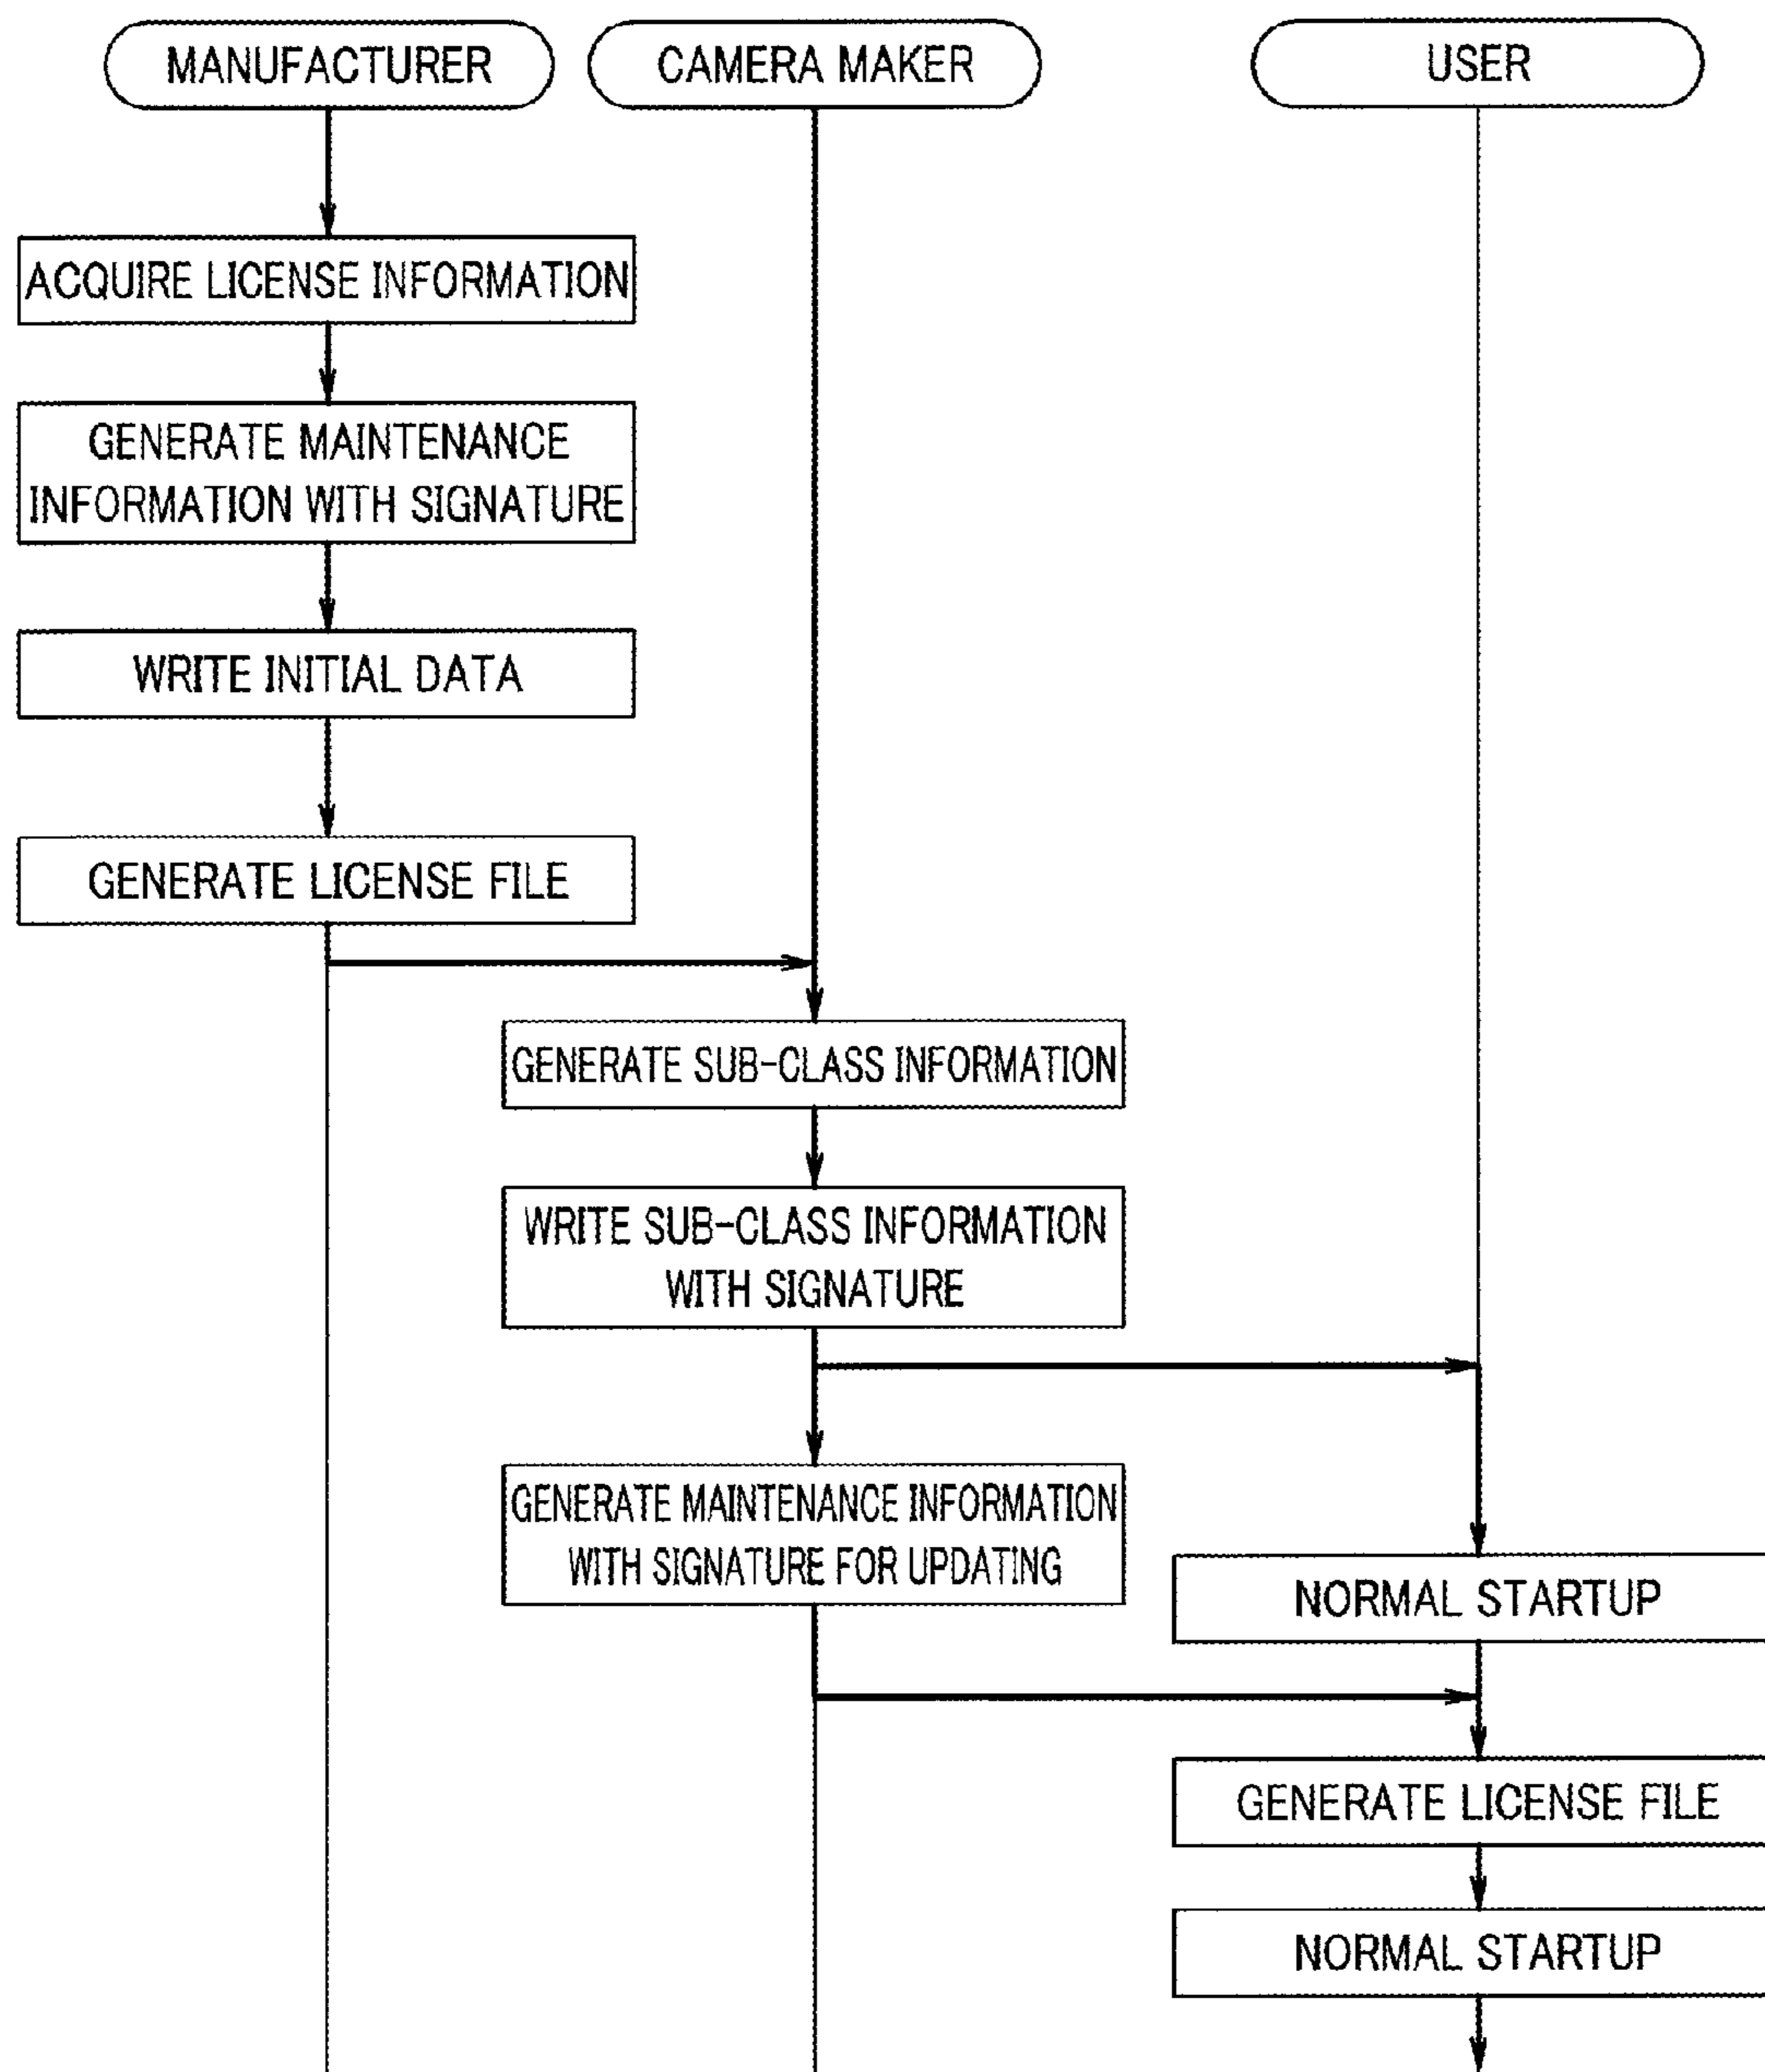 MANUFACTURER
CAMERA MAKER
USER
ACQUIRE LICENSE INFORMATION
GENERATE MAINTENANCE
INFORMATION WITH SIGNATURE
WRITE INITIAL DATA
GENERATE LICENSE FILE
GENERATE SUB-CLASS INFORMATION
WRITE SUB-CLASS INFORMATION
WITH SIGNATURE
GENERATE MAINTENANCE INFORMATION
WITH SIGNATURE FOR UPDATING
NORMAL STARTUP
GENERATE LICENSE FILE
NORMAL STARTUP